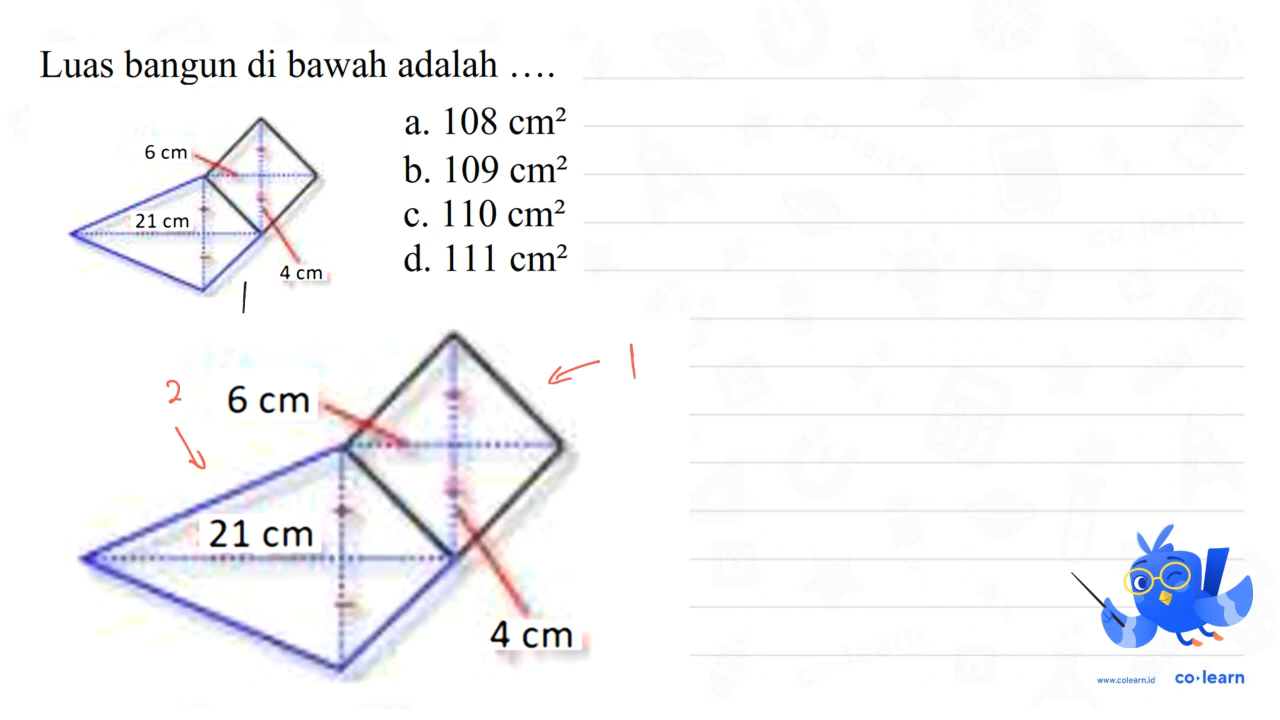 Luas bangun di bawah adalah ....
6 cm
21 cm
4 cm
a. 108 cm²
b. 109 cm²
c. 110 cm²
d. 111 cm²
1
2
6 cm
21 cm
4 cm
www.colearn.id
co·learn